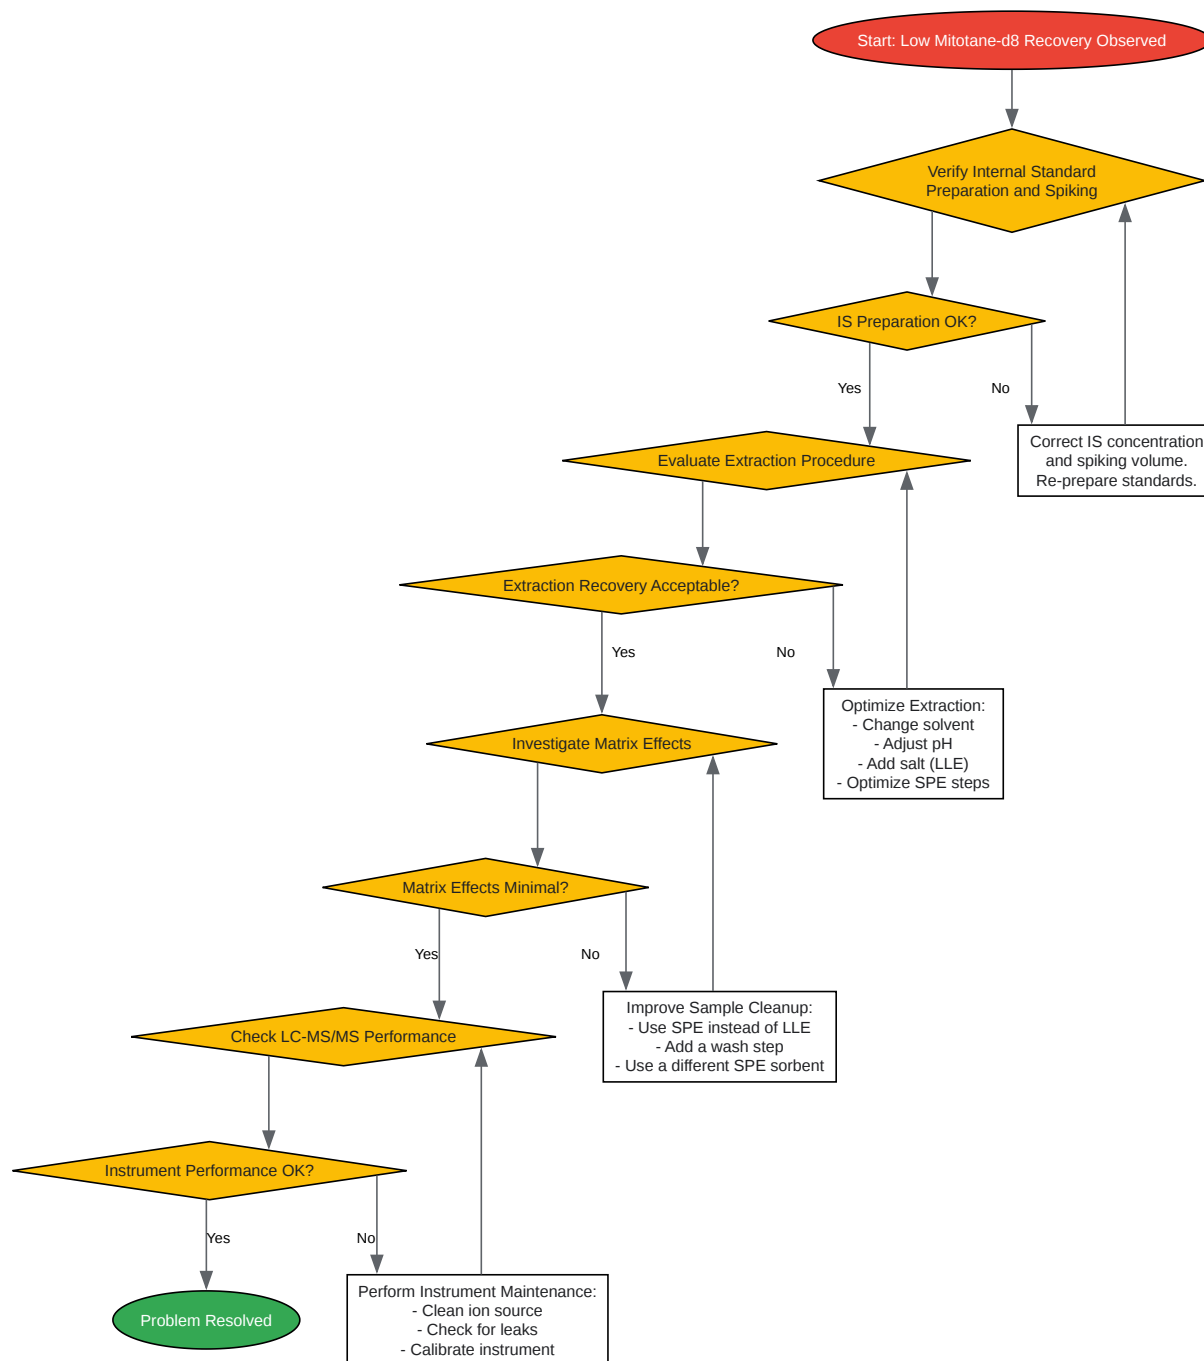 Start: Low Mitotane-d8 Recovery Observed
Verify Internal Standard
Preparation and Spiking
IS Preparation OK?
Yes
No
Correct IS concentration
and spiking volume.
Re-prepare standards.
Evaluate Extraction Procedure
Extraction Recovery Acceptable?
Yes
No
Optimize Extraction:
- Change solvent
- Adjust pH
- Add salt (LLE)
- Optimize SPE steps
Investigate Matrix Effects
Matrix Effects Minimal?
Yes
No
Improve Sample Cleanup:
- Use SPE instead of LLE
- Add a wash step
- Use a different SPE sorbent
Check LC-MS/MS Performance
Instrument Performance OK?
Yes
No
Perform Instrument Maintenance:
- Clean ion source
- Check for leaks
- Calibrate instrument
Problem Resolved